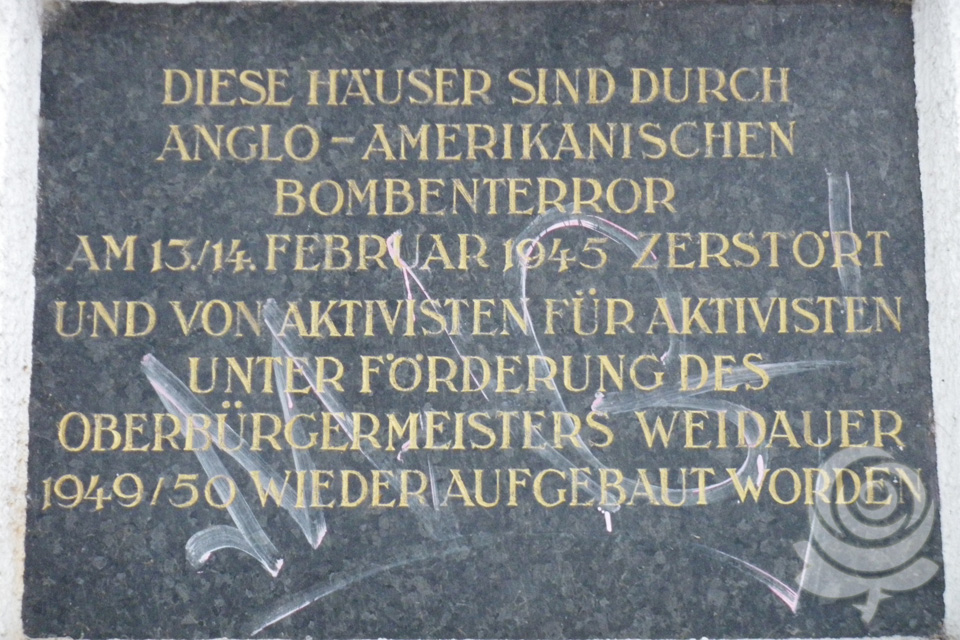 DIESE HÄUSER SIND DURCH
ANGLO-AMERIKANISCHEN
BOMBENTERROR
AM 13./14. FEBRUAR 1945 ZERSTÖRT
UND VON AKTIVISTEN FÜR AKTIVISTEN
UNTER FÖRDERUNG DES
OBERBÜRGERMEISTERS WEIDAUER
1949/50 WIEDER AUFGEBAUT WORDEN